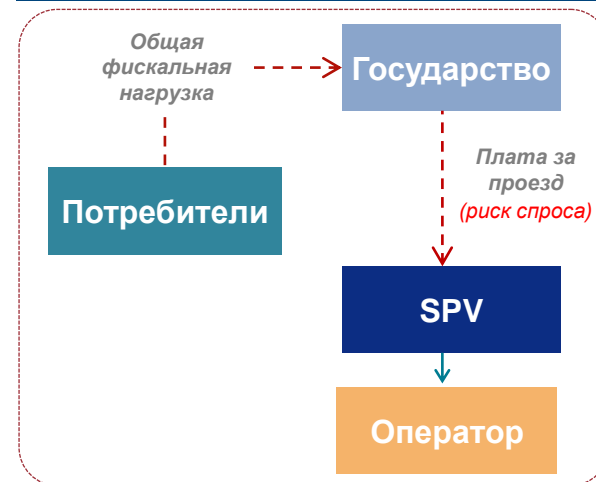 Общая
фискальная
нагрузка
Государство
Потребители
Плата за
проезд
(риск спроса)
SPV
Оператор